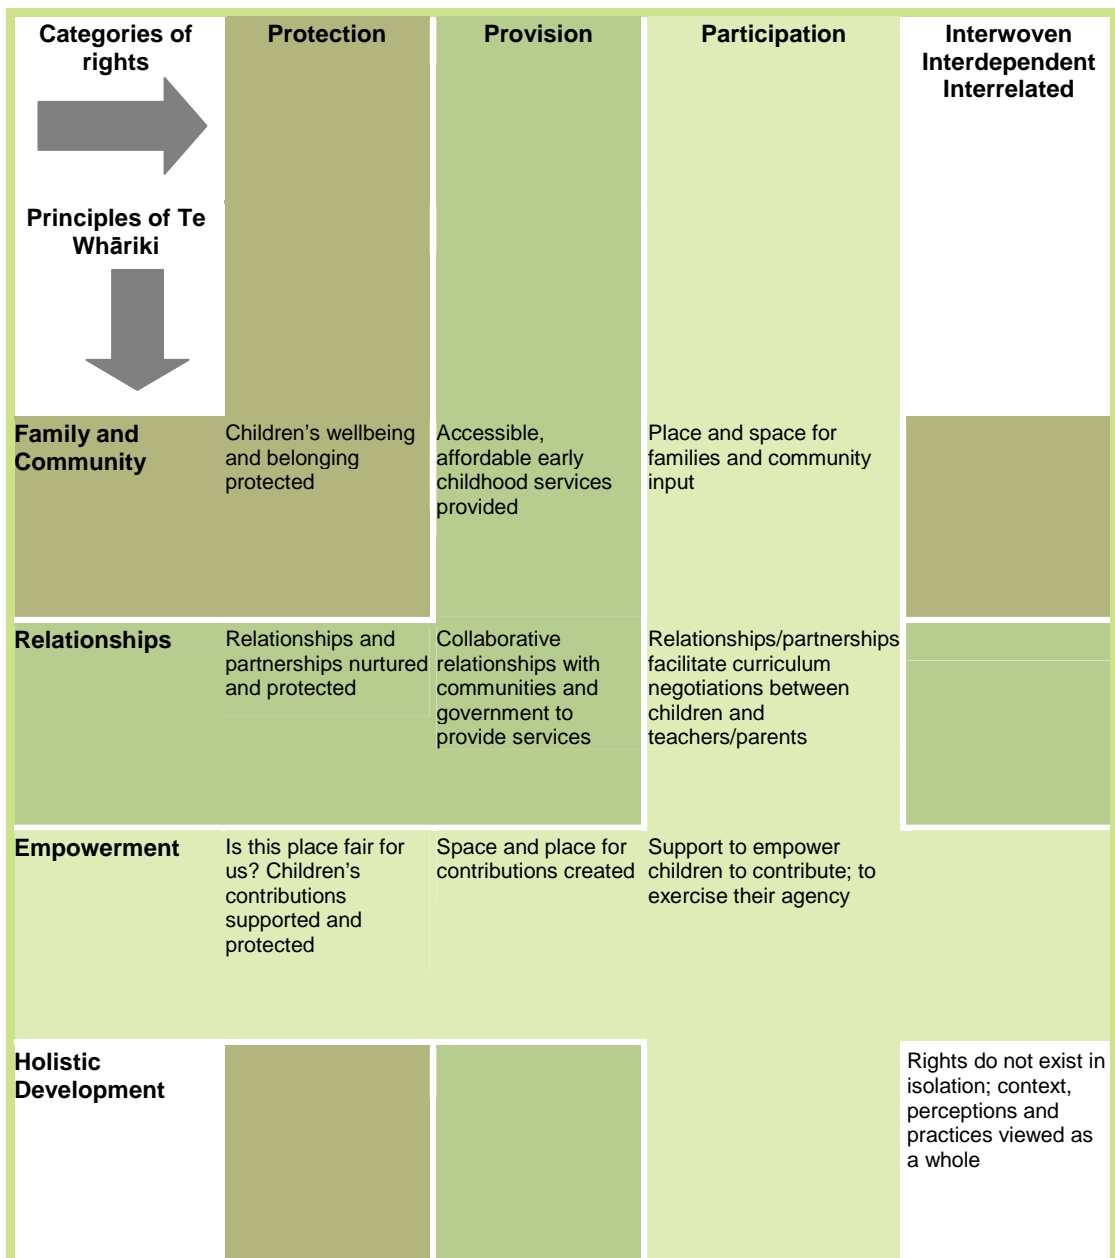 Categories of
rights
Protection
Provision
Participation
Interwoven
Interdependent
Interrelated
Principles of Te
Whāriki
Family and
Community
Children’s wellbeing
and belonging
protected
Accessible,
affordable early
childhood services
provided
Place and space for
families and community
input
Relationships
Relationships and
partnerships nurtured
and protected
Collaborative
relationships with
communities and
government to
provide services
Relationships/partnerships
facilitate curriculum
negotiations between
children and
teachers/parents
Empowerment
Is this place fair for
us? Children’s
contributions
supported and
protected
Space and place for
contributions created
Support to empower
children to contribute; to
exercise their agency
Holistic
Development
Rights do not exist in
isolation; context,
perceptions and
practices viewed as
a whole